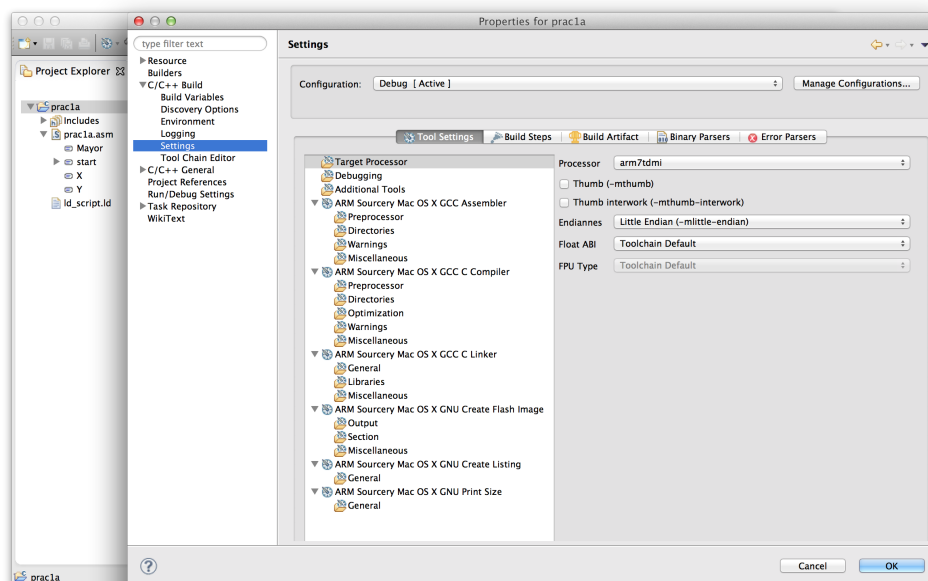 Properties for prac1a
Project Explorer
prac1a
Includes
prac1a.asm
Mayor
start
X
Y
ld_script.ld
prac1a
type filter text
Resource
Builders
C/C++ Build
Build Variables
Discovery Options
Environment
Logging
Settings
Tool Chain Editor
C/C++ General
Project References
Run/Debug Settings
Task Repository
WikiText
Settings
Configuration:
Debug [ Active ]
Manage Configurations...
Tool Settings
Build Steps
Build Artifact
Binary Parsers
Error Parsers
Target Processor
Debugging
Additional Tools
ARM Sourcery Mac OS X GCC Assembler
Preprocessor
Directories
Warnings
Miscellaneous
ARM Sourcery Mac OS X GCC C Compiler
Preprocessor
Directories
Optimization
Warnings
Miscellaneous
ARM Sourcery Mac OS X GCC C Linker
General
Libraries
Miscellaneous
ARM Sourcery Mac OS X GNU Create Flash Image
Output
Section
Miscellaneous
ARM Sourcery Mac OS X GNU Create Listing
General
ARM Sourcery Mac OS X GNU Print Size
General
Processor
arm7tdmi
Thumb (-mthumb)
Thumb interwork (-mthumb-interwork)
Endiannes
Little Endian (-mlittle-endian)
Float ABI
Toolchain Default
FPU Type
Toolchain Default
Cancel
OK